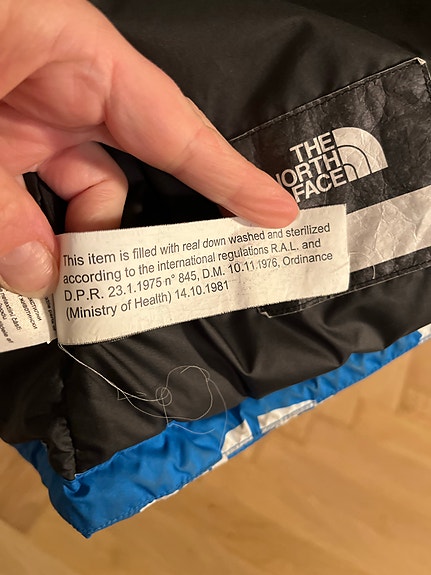 THE
NORTH
FACE
This item is filled with real down washed and sterilized
according to the international regulations R.A.L. and
D.P.R. 23.1.1975 n° 845, D.M. 10.11.1976, Ordinance
(Ministry of Health) 14.10.1981